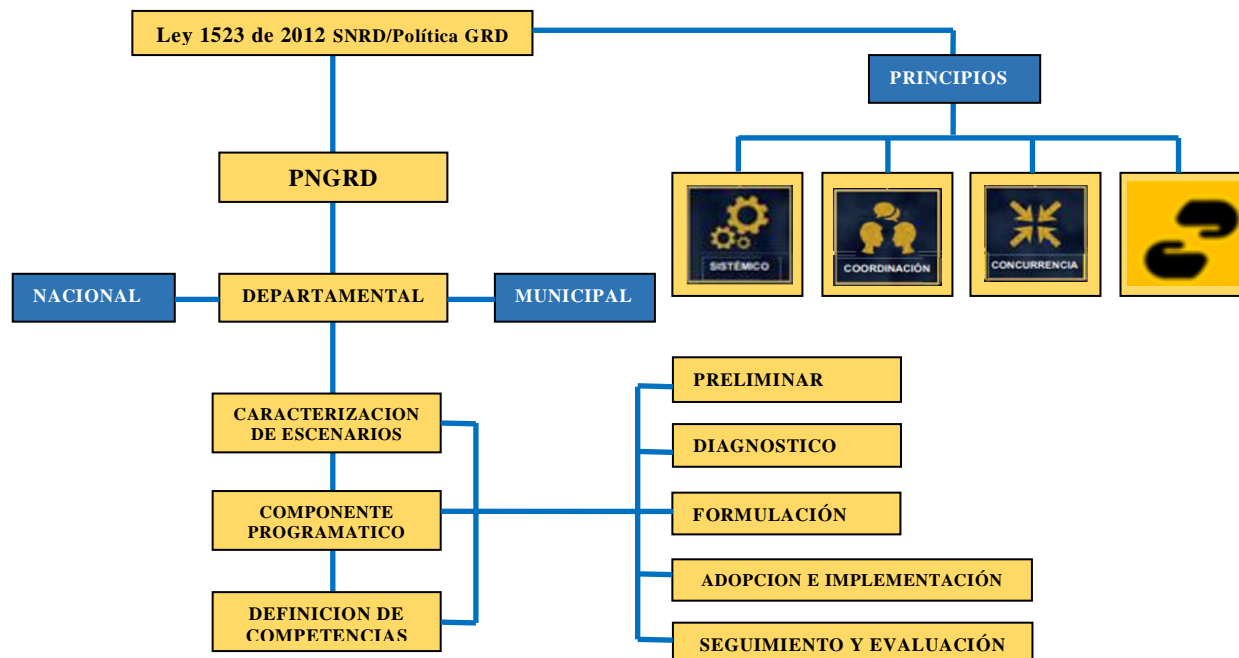 Ley 1523 de 2012 SNRD/Política GRD
PRINCIPIOS
PNGRD
SISTÉMICO
COORDINACIÓN
CONCURRENCIA
NACIONAL
DEPARTAMENTAL
MUNICIPAL
CARACTERIZACION
DE ESCENARIOS
COMPONENTE
PROGRAMATICO
DEFINICION DE
COMPETENCIAS
PRELIMINAR
DIAGNOSTICO
FORMULACIÓN
ADOPCION E IMPLEMENTACIÓN
SEGUIMIENTO Y EVALUACIÓN